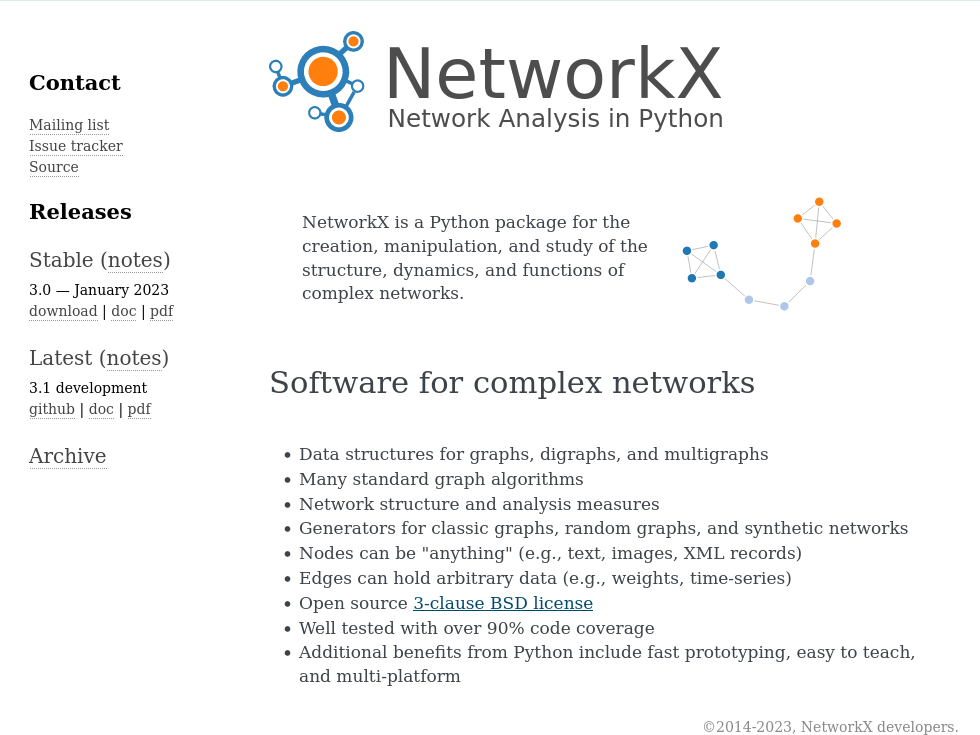 Contact
Mailing list
Issue tracker
Source
Releases
Stable (notes)
3.0 — January 2023
download | doc | pdf
Latest (notes)
3.1 development
github | doc | pdf
Archive
NetworkX
Network Analysis in Python
NetworkX is a Python package for the
creation, manipulation, and study of the
structure, dynamics, and functions of
complex networks.
Software for complex networks
• Data structures for graphs, digraphs, and multigraphs
• Many standard graph algorithms
• Network structure and analysis measures
• Generators for classic graphs, random graphs, and synthetic networks
• Nodes can be "anything" (e.g., text, images, XML records)
• Edges can hold arbitrary data (e.g., weights, time-series)
• Open source 3-clause BSD license
• Well tested with over 90% code coverage
• Additional benefits from Python include fast prototyping, easy to teach,
and multi-platform
©2014-2023, NetworkX developers.